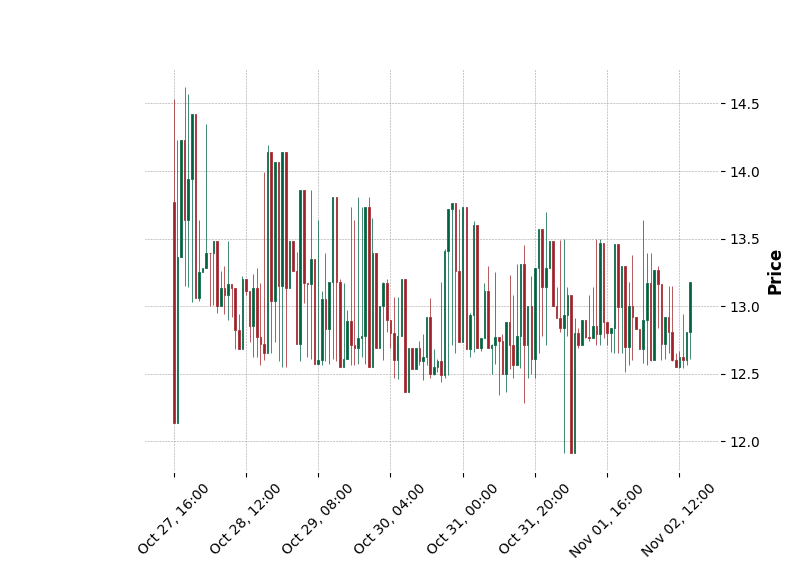 14.5
14.0
13.5
13.0
12.5
12.0
Price
Oct 27, 16:00
Oct 28, 12:00
Oct 29, 08:00
Oct 30, 04:00
Oct 31, 00:00
Oct 31, 20:00
Nov 01, 16:00
Nov 02, 12:00